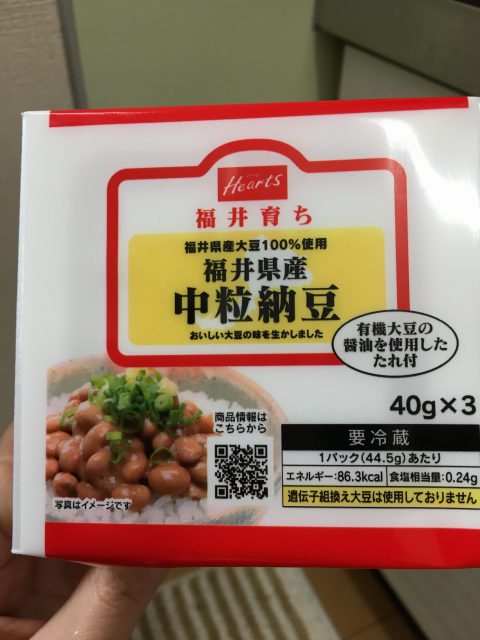 Hearts
福井育ち
福井県産大豆100%使用
福井県産
中粒納豆
おいしい大豆の味を生かしました
有機大豆の
醤油を使用した
たれ付
40g×3
商品情報は
こちらから
要冷蔵
1パック(44.5g)あたり
エネルギー:86.3kcal 食塩相当量:0.24g
遺伝子組換え大豆は使用しておりません
写真はイメージです